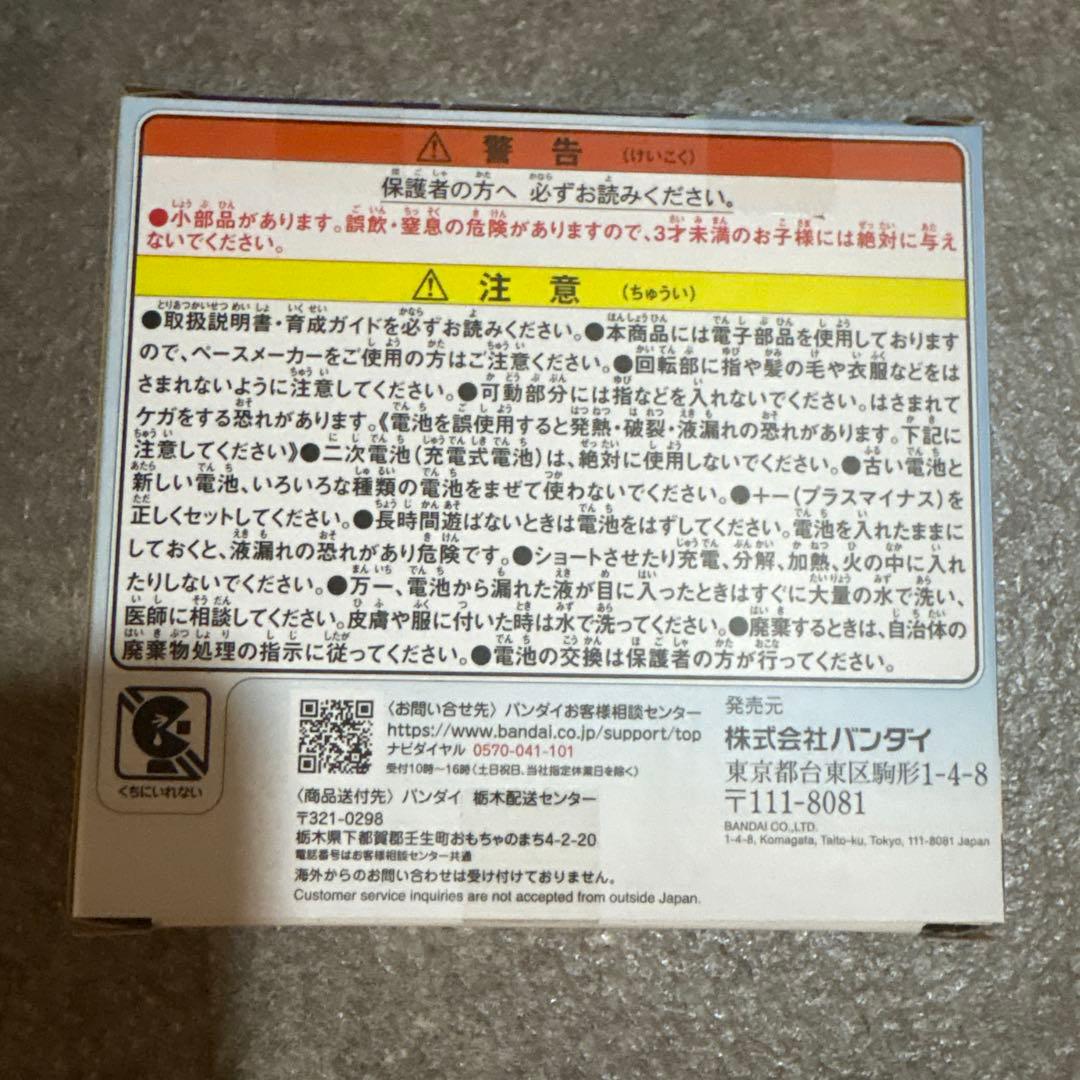 警告 (けいこく)
保護者の方へ 必ずお読みください。
●小部品があります。誤飲・窒息の危険がありますので、3才未満のお子様には絶対に与え
ないでください。
注意 (ちゅうい)
●取扱説明書・育成ガイドを必ずお読みください。●本商品には電子部品を使用しております
ので、ペースメーカーをご使用の方はご注意ください。●回転部に指や髪の毛や衣服などをは
さまれないように注意してください。●可動部分には指などを入れないでください。はさまれて
ケガをする恐れがあります。《電池を誤使用すると発熱・破裂・液漏れの恐れがあります。下記に
注意してください》●二次電池(充電式電池)は、絶対に使用しないでください。●古い電池と
新しい電池、いろいろな種類の電池をまぜて使わないでください。●+-(プラスマイナス)を
正しくセットしてください。●長時間遊ばないときは電池をはずしてください。電池を入れたままに
しておくと、液漏れの恐れがあり危険です。●ショートさせたり充電、分解、加熱、火の中に入れ
たりしないでください。●万一、電池から漏れた液が目に入ったときはすぐに大量の水で洗い、
医師に相談してください。皮膚や服に付いた時は水で洗ってください。●廃棄するときは、自治体の
廃棄物処理の指示に従ってください。●電池の交換は保護者の方が行ってください。
くちにいれない
〈お問い合せ先〉バンダイお客様相談センター
https://www.bandai.co.jp/support/top
ナビダイヤル 0570-041-101
受付10時～16時(土日祝日、当社指定休業日を除く)
〈商品送付先〉バンダイ 栃木配送センター
〒321-0298
栃木県下都賀郡壬生町おもちゃのまち4-2-20
電話番号はお客様相談センター共通
海外からのお問い合わせは受け付けておりません。
Customer service inquiries are not accepted from outside Japan.
発売元
株式会社バンダイ
東京都台東区駒形1-4-8
〒111-8081
BANDAI CO.,LTD.
1-4-8, Komagata, Taito-ku, Tokyo, 111-8081 Japan